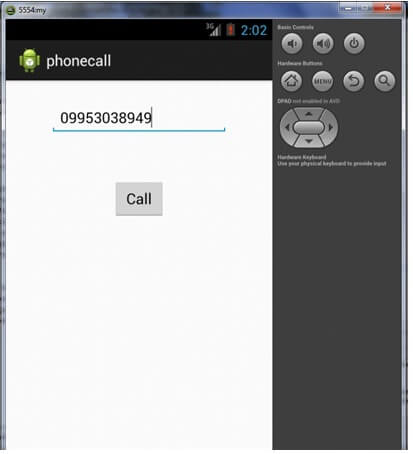 5554:my
3G
2:02
phonecall
09953038949
Call
Basic Controls
Hardware Buttons
MENU
DPAD not enabled in AVD
Hardware Keyboard
Use your physical keyboard to provide input